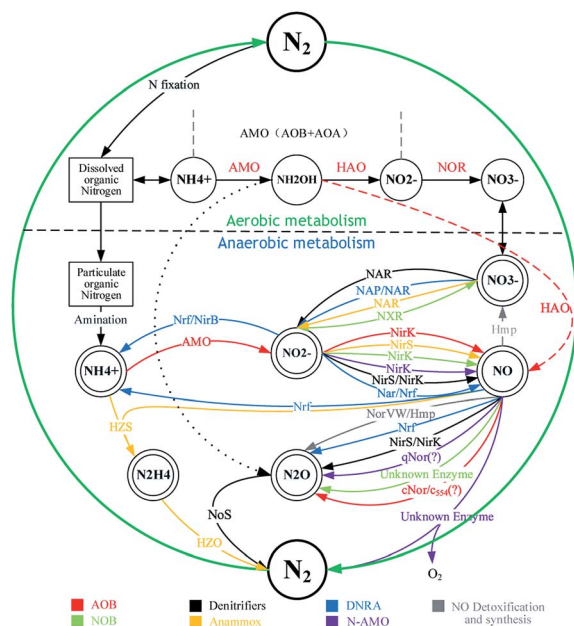 N2
N fixation
AMO（AOB+AOA）
Dissolved
organic
Nitrogen
NH4+
AMO
NH2OH
HAO
NO2-
NOR
NO3-
Aerobic metabolism
Anaerobic metabolism
Particulate
organic
Nitrogen
Amination
NAR
NAP/NAR
NAR
NXR
NO3-
HAO
Hmp
Nrf/NirB
AMO
NH4+
NO2-
NirK
NirS
NirK
NirK
NirS/NirK
Nar/Nrf
NO
Nrf
NorVW/Hmp
Nrf
NirS/NirK
qNor(?)
Unknown Enzyme
cNor/c554(?)
HZS
N2H4
N2O
NoS
Unknown Enzyme
HZO
N2
O2
AOB
Denitrifiers
DNRA
NO Detoxification
and synthesis
NOB
Anammox
N-AMO